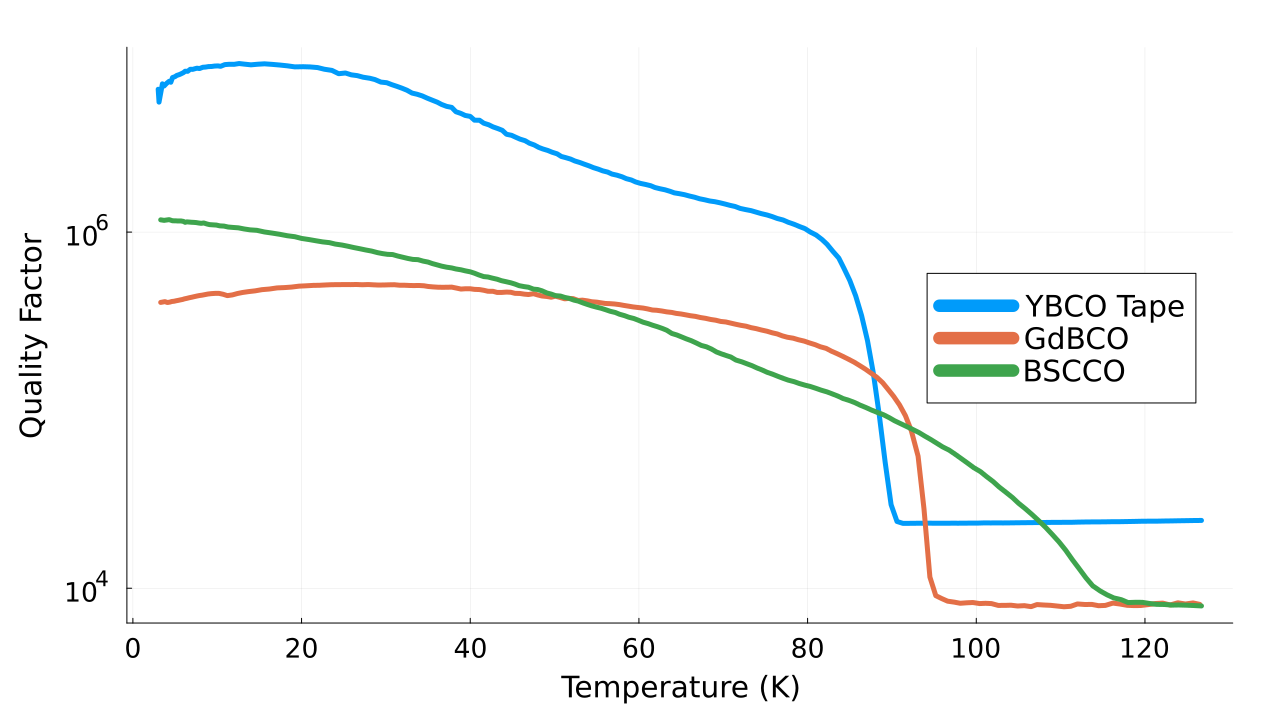 Quality Factor
10^6
10^4
YBCO Tape
GdBCO
BSCCO
0 20 40 60 80 100 120
Temperature (K)